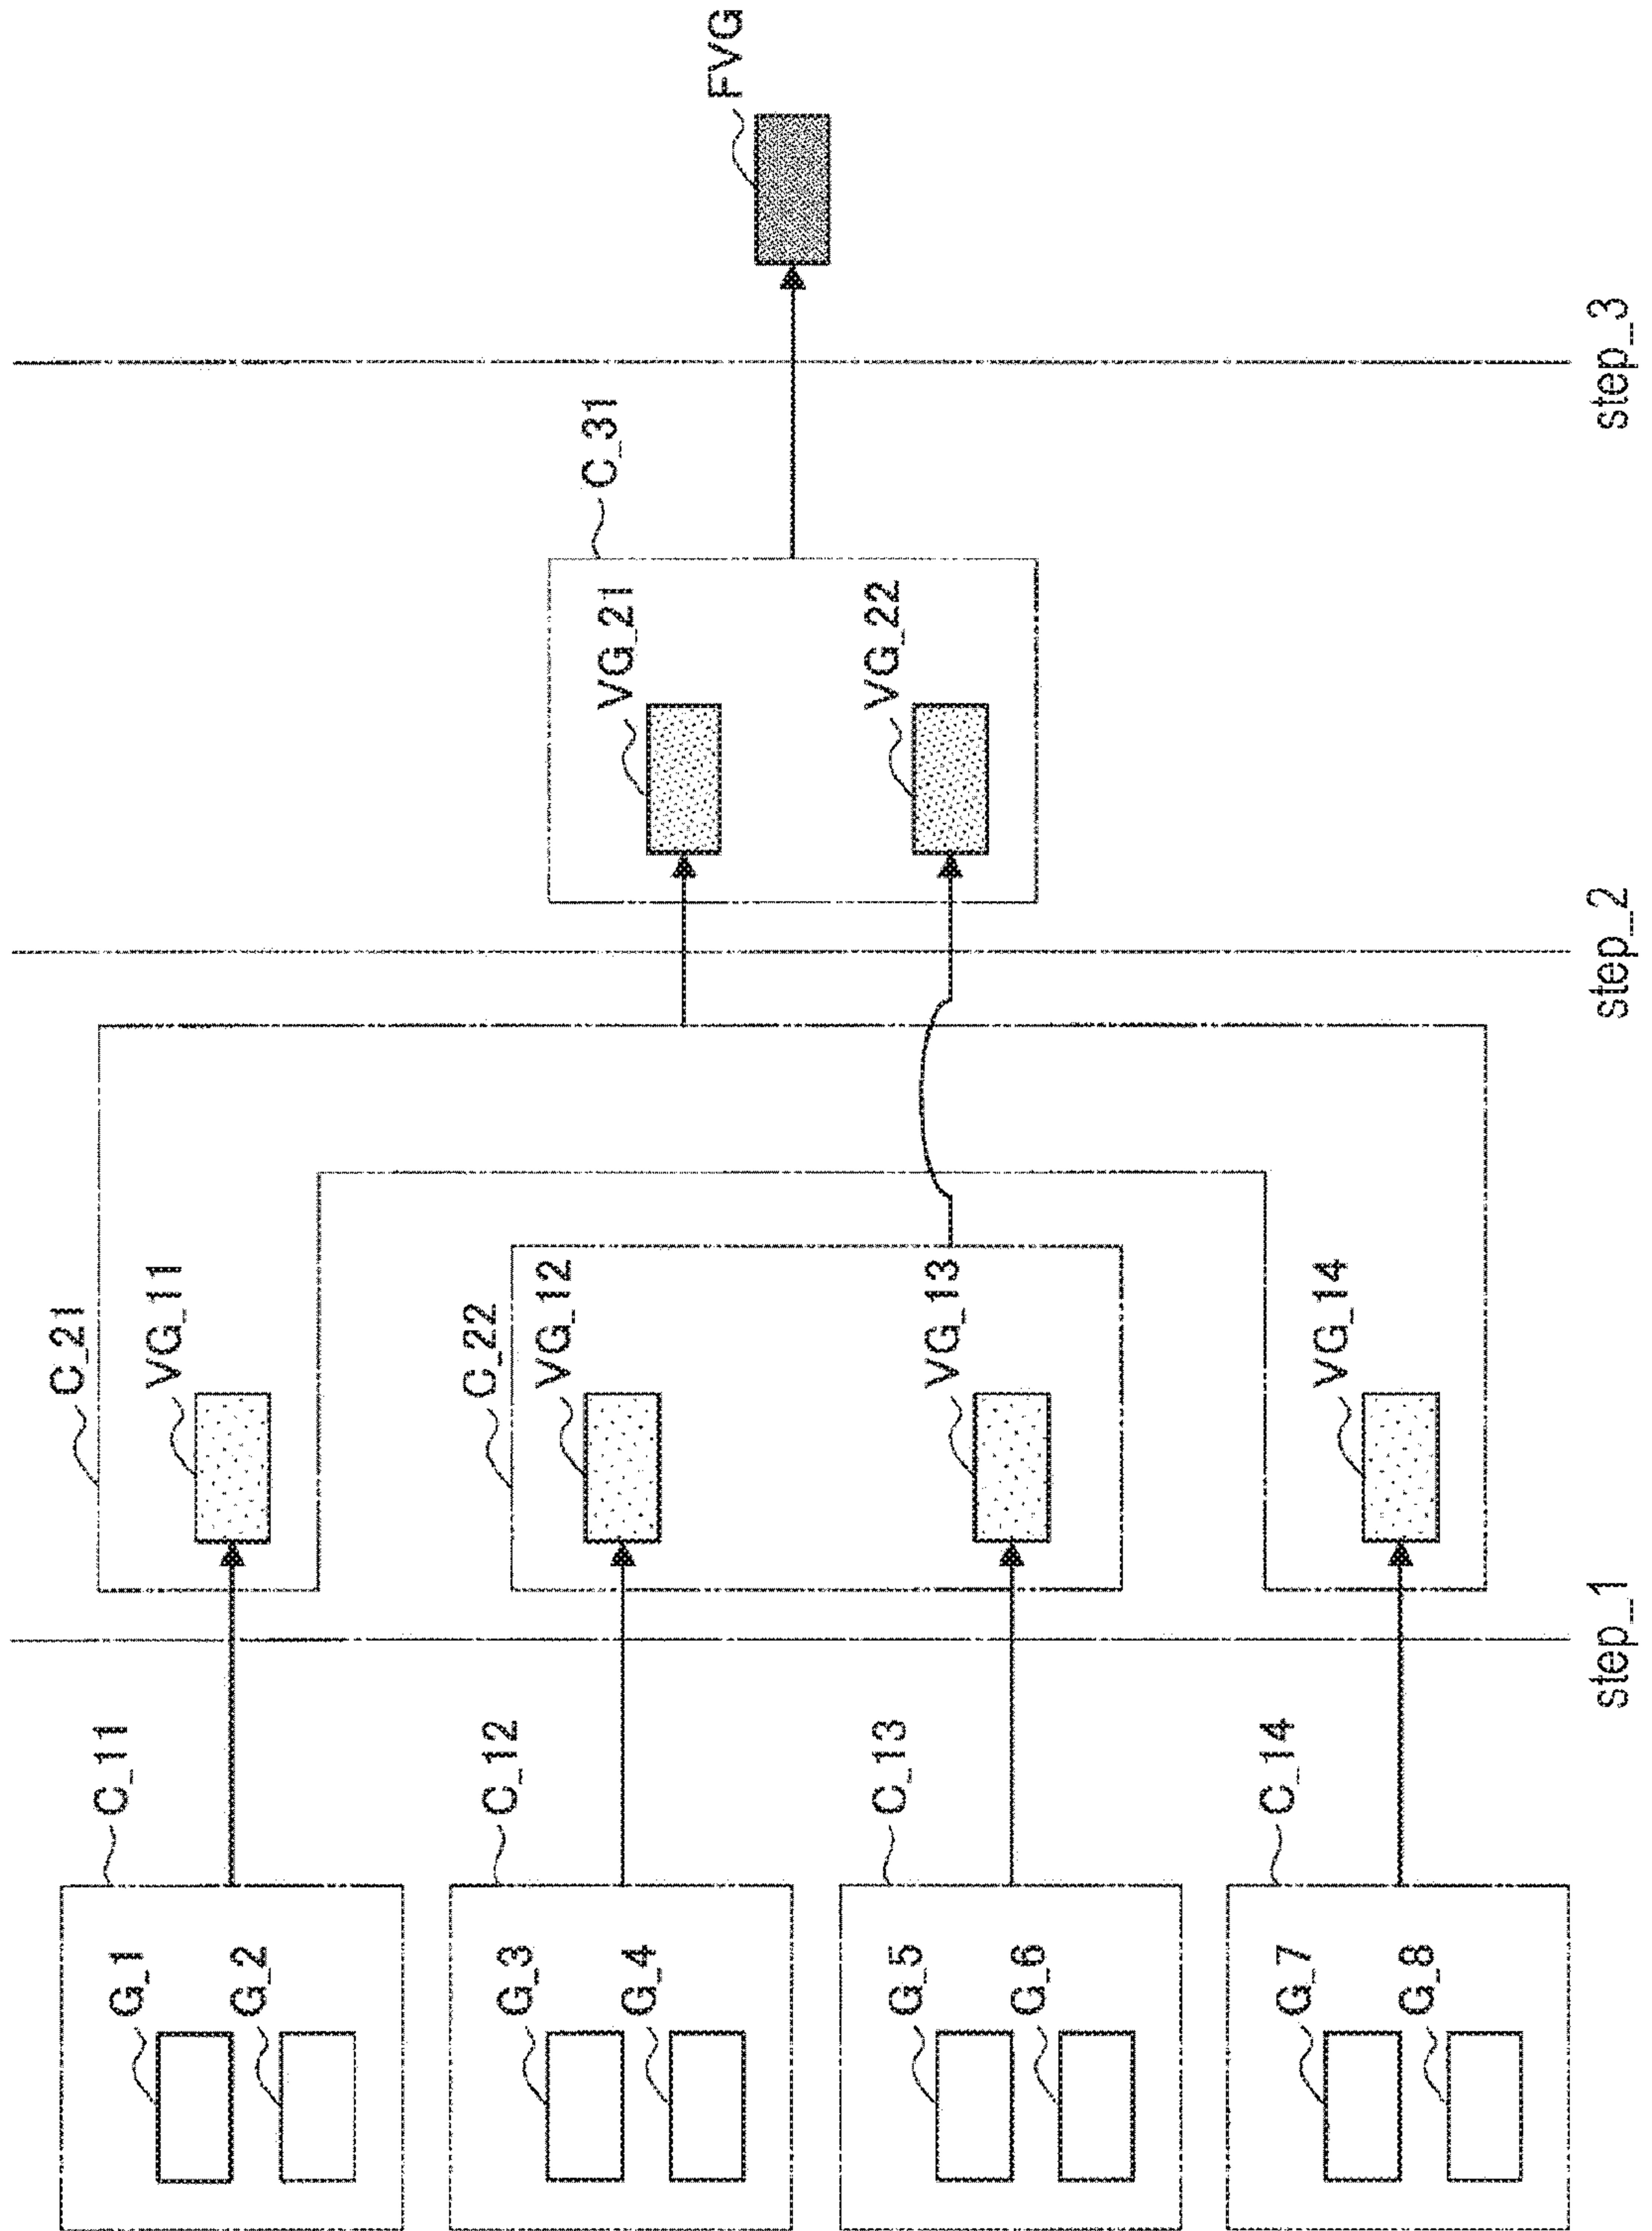 C_11
G_1
G_2
C_12
G_3
G_4
C_13
G_5
G_6
C_14
G_7
G_8
step_1
C_21
VG_11
C_22
VG_12
VG_13
VG_14
step_2
C_31
VG_21
VG_22
step_3
FVG